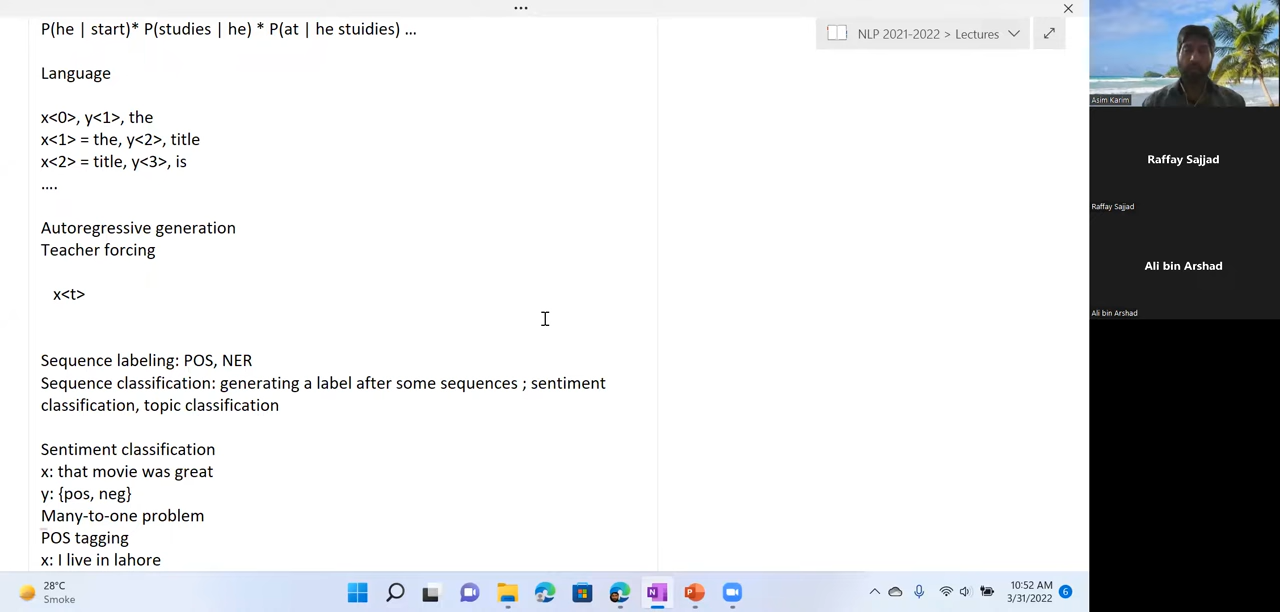 P(he | start)* P(studies | he) * P(at | he stuidies) ...
NLP 2021-2022 > Lectures
Language
x<0>, y<1>, the
x<1> = the, y<2>, title
x<2> = title, y<3>, is
....
Autoregressive generation
Teacher forcing
x<t>
Sequence labeling: POS, NER
Sequence classification: generating a label after some sequences ; sentiment
classification, topic classification
Sentiment classification
x: that movie was great
y: {pos, neg}
Many-to-one problem
POS tagging
x: I live in lahore
Asim Karim
Raffay Sajjad
Raffay Sajjad
Ali bin Arshad
Ali bin Arshad
28°C
Smoke
10:52 AM
3/31/2022
6